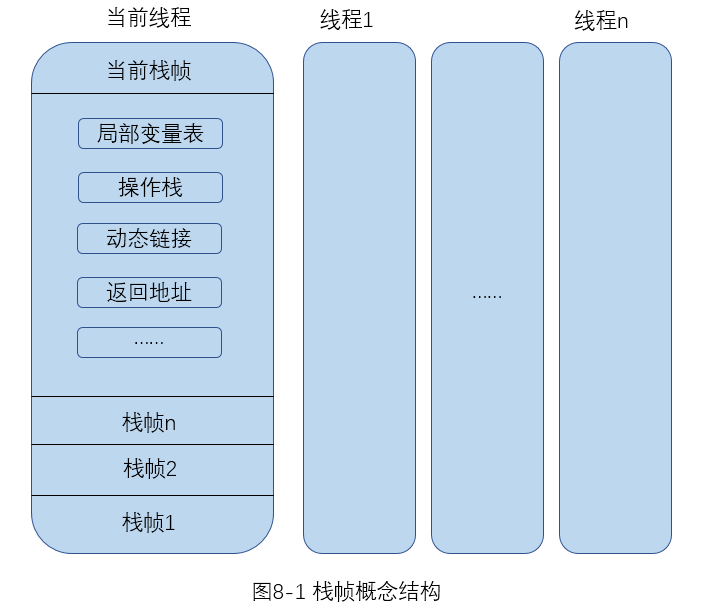 当前线程
线程1
线程n
当前栈帧
局部变量表
操作栈
动态链接
返回地址
……
……
栈帧n
栈帧2
栈帧1
图8-1 栈帧概念结构